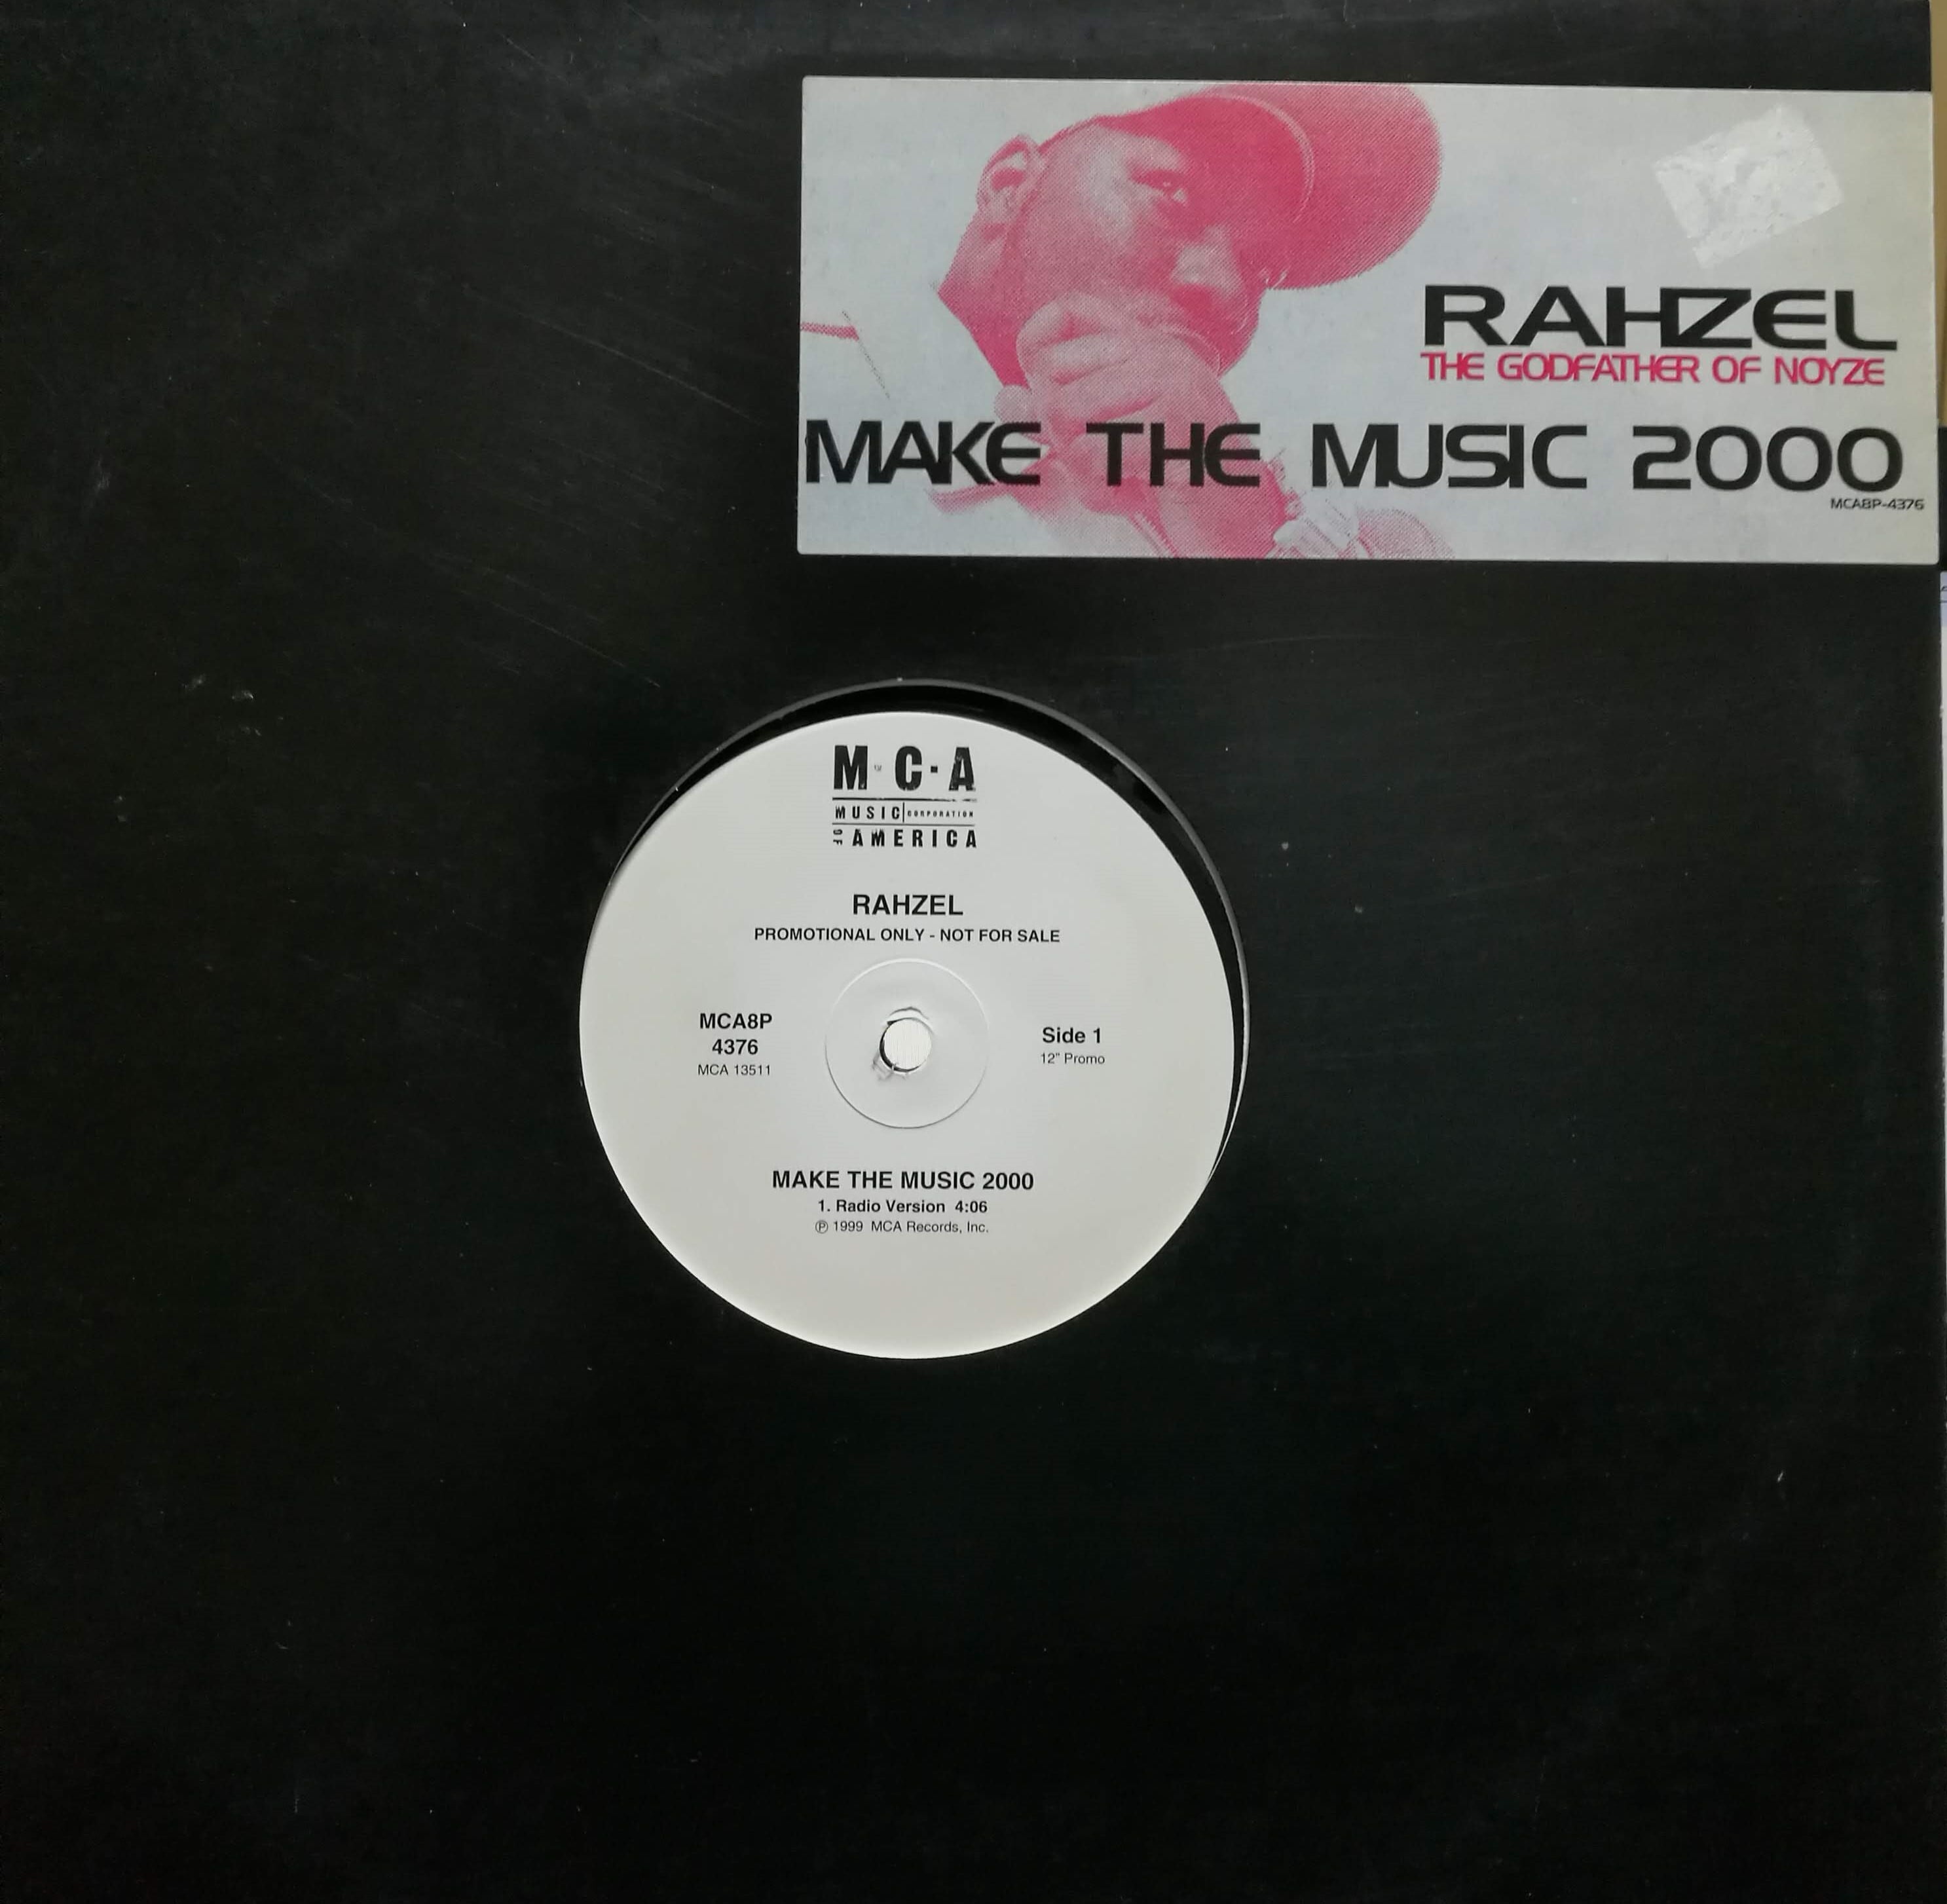 RAHZEL
THE GODFATHER OF NOYZE
MAKE THE MUSIC 2000
MCA8P-4376
M·C·A
MUSIC CORPORATION
OF AMERICA
RAHZEL
PROMOTIONAL ONLY - NOT FOR SALE
MCA8P
4376
MCA 13511
Side 1
12" Promo
MAKE THE MUSIC 2000
1. Radio Version 4:06
℗ 1999 MCA Records, Inc.